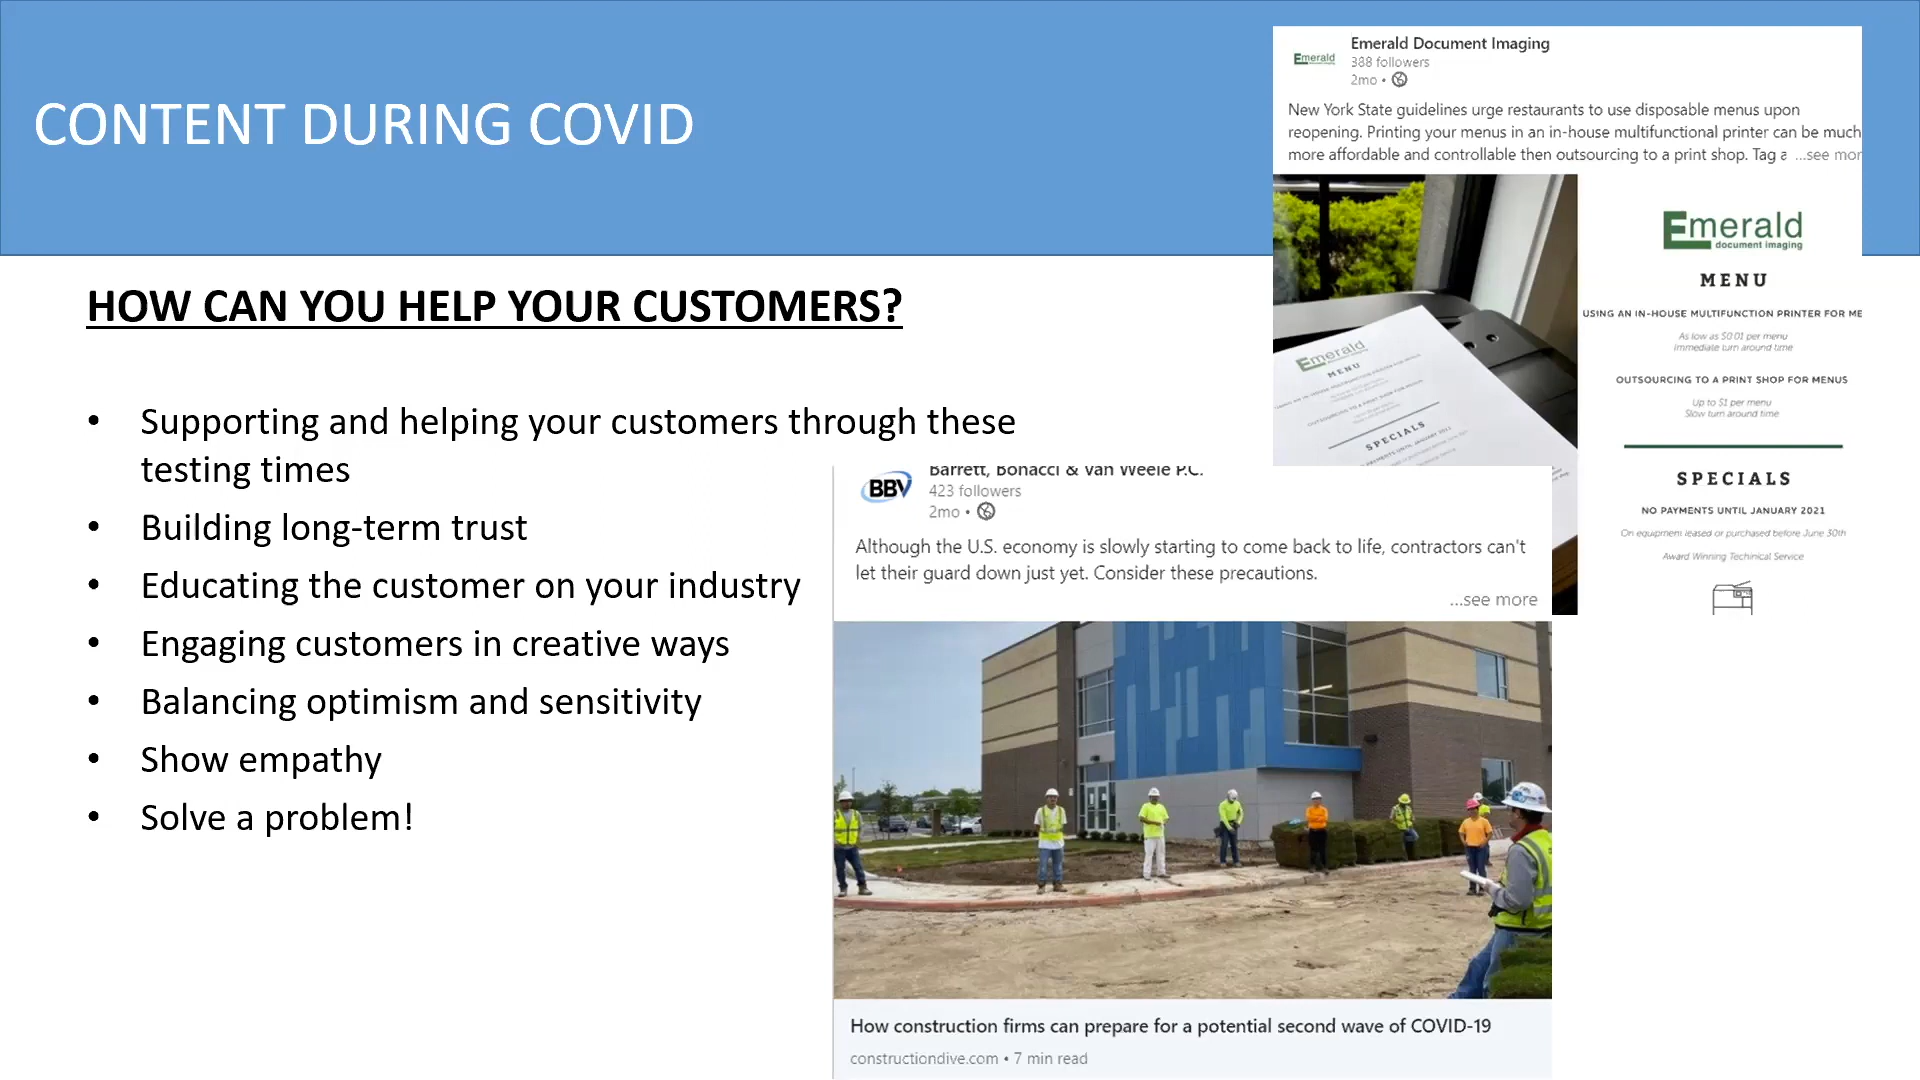 CONTENT DURING COVID
HOW CAN YOU HELP YOUR CUSTOMERS?
• Supporting and helping your customers through these
testing times
• Building long-term trust
• Educating the customer on your industry
• Engaging customers in creative ways
• Balancing optimism and sensitivity
• Show empathy
• Solve a problem!
Emerald
Emerald Document Imaging
388 followers
2mo •
New York State guidelines urge restaurants to use disposable menus upon
reopening. Printing your menus in an in-house multifunctional printer can be much
more affordable and controllable then outsourcing to a print shop. Tag a ...see mor
Emerald
MENU
SPECIALS
Emerald
document imaging
MENU
USING AN IN-HOUSE MULTIFUNCTION PRINTER FOR ME
As low as $0.01 per menu
Immediate turn around time
OUTSOURCING TO A PRINT SHOP FOR MENUS
Up to $1 per menu
Slow turn around time
SPECIALS
NO PAYMENTS UNTIL JANUARY 2021
On equipment leased or purchased before June 30th
Award Winning Techinical Service
BBV
Barrett, Bonacci & Van Weele P.C.
423 followers
2mo •
Although the U.S. economy is slowly starting to come back to life, contractors can't
let their guard down just yet. Consider these precautions.
...see more
How construction firms can prepare for a potential second wave of COVID-19
constructiondive.com • 7 min read